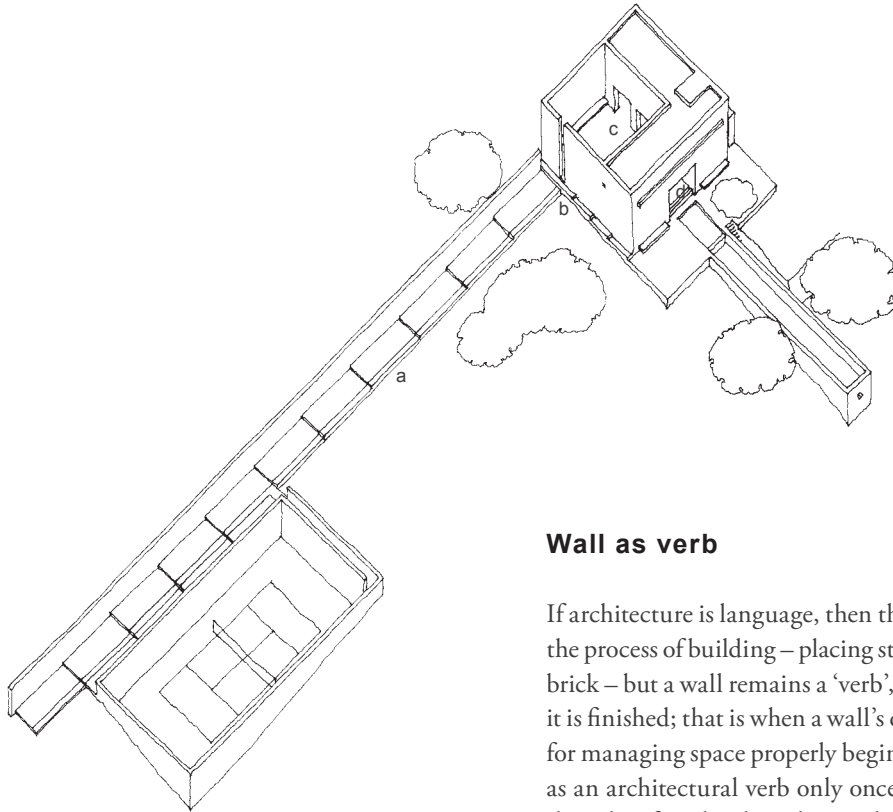 c
d
b
a
Wall as verb
If architecture is language, then th
the process of building – placing st
brick – but a wall remains a ‘verb’,
it is finished; that is when a wall’s
for managing space properly begin
as an architectural verb only once